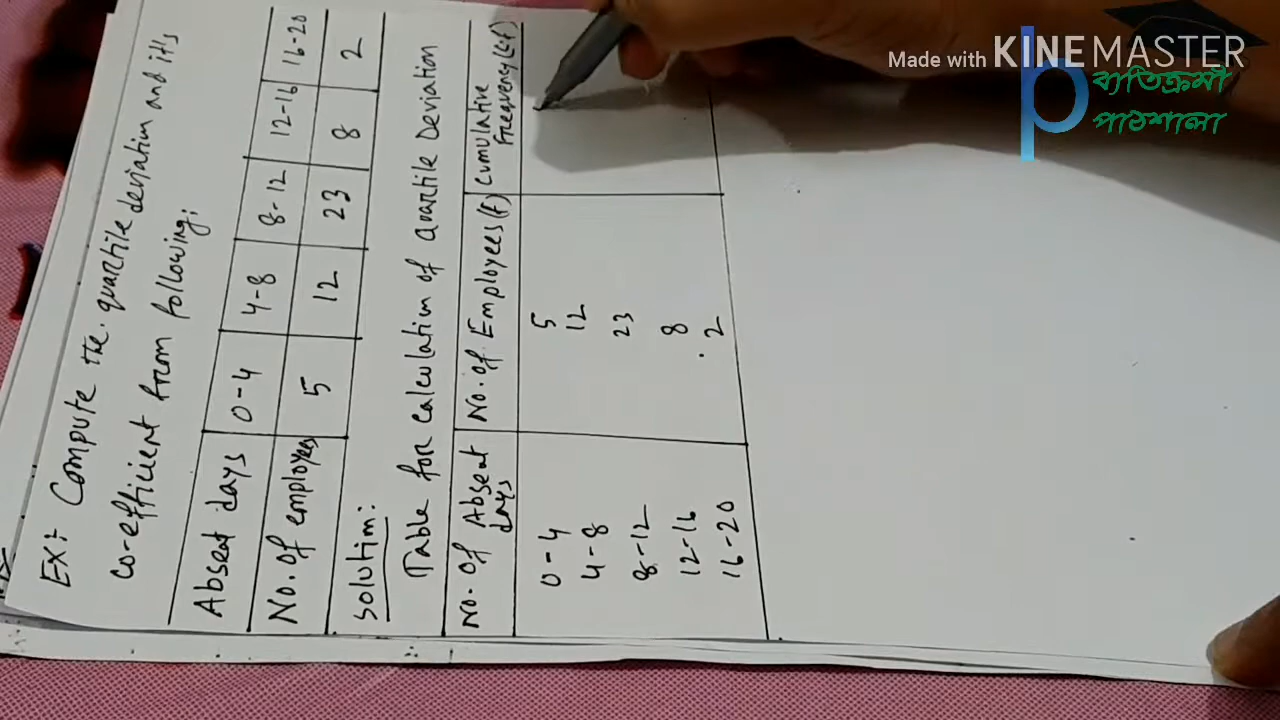 Ex:- Compute the quartile deviation and it's
co-efficient from following:
Absent days 0-4 4-8 8-12 12-16 16-20
No. of employees 5 12 23 8 2
Solution:
Table for calculation of quartile Deviation
No. of Absent days No. of Employees (f) Cumulative Frequency (c.f)
0-4 5
4-8 12
8-12 23
12-16 8
16-20 2
Made with KINEMASTER
p ব্যতিক্রমী
পাঠশালা